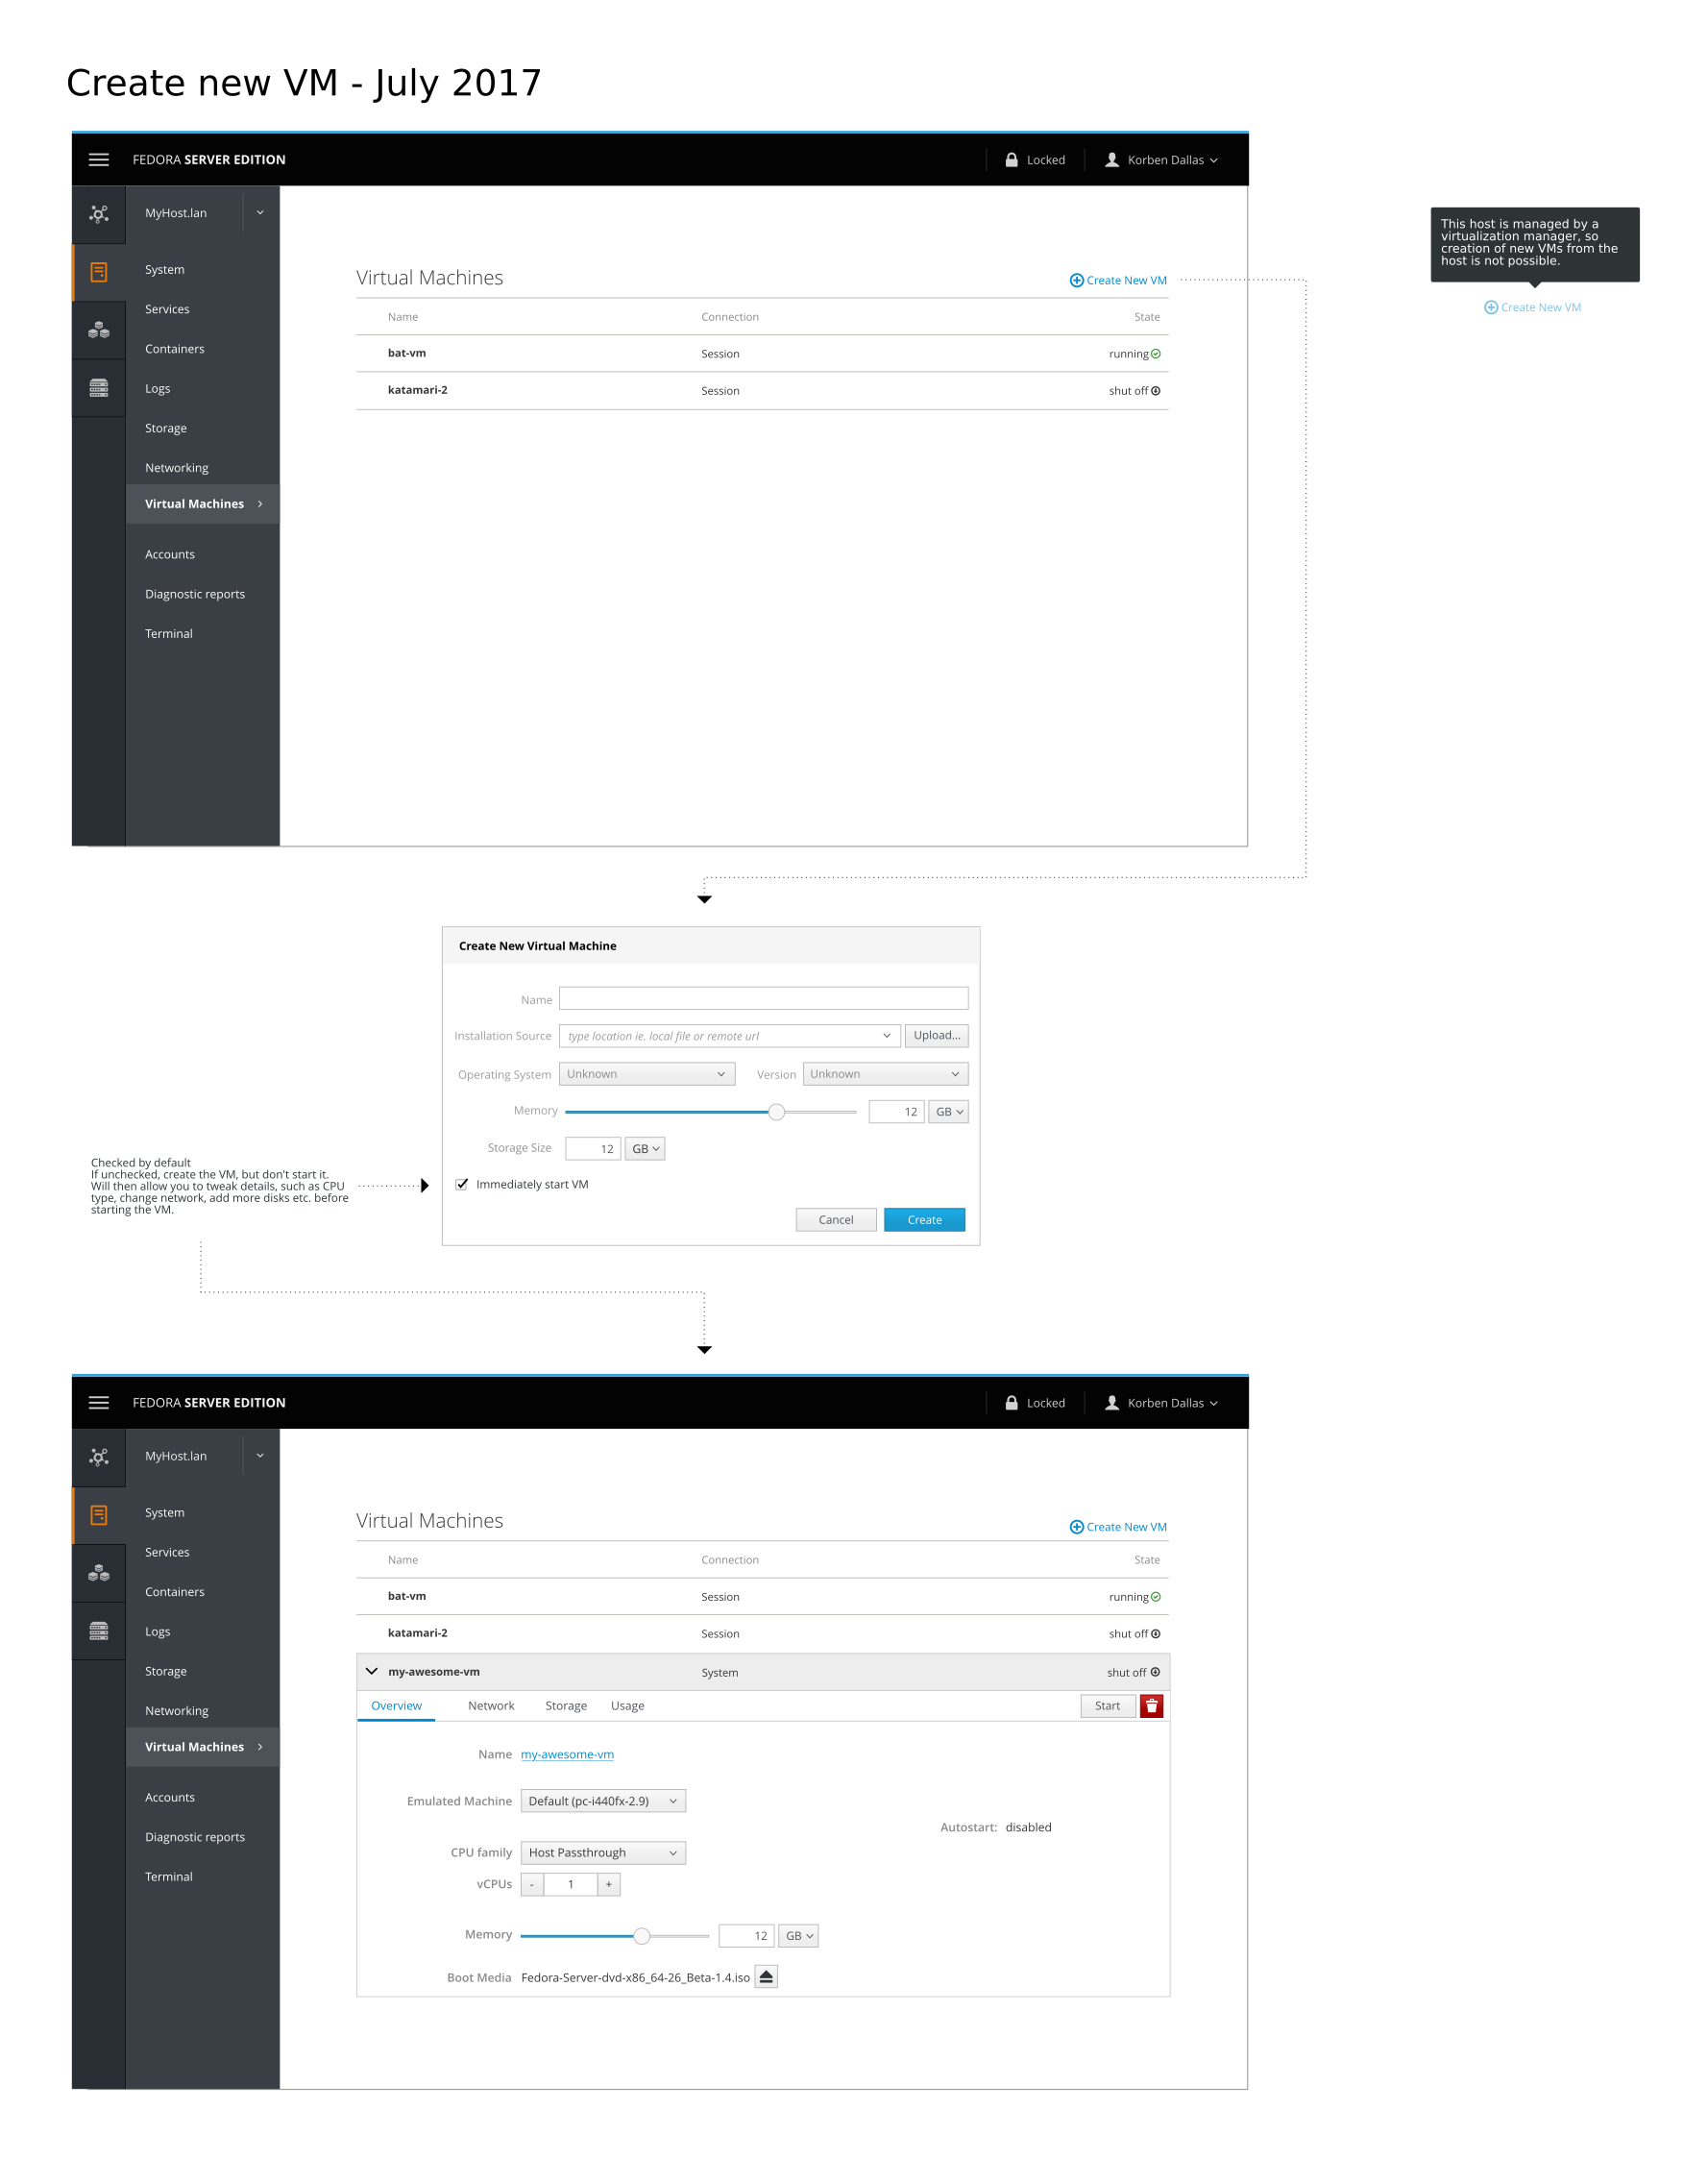 Create new VM - July 2017
FEDORA SERVER EDITION
Locked
Korben Dallas
MyHost.lan
System
Services
Containers
Logs
Storage
Networking
Virtual Machines
Accounts
Diagnostic reports
Terminal
Virtual Machines
Create New VM
Name Connection State
bat-vm Session running
katamari-2 Session shut off
This host is managed by a
virtualization manager, so
creation of new VMs from the
host is not possible.
Create New VM
Create New Virtual Machine
Name
Installation Source type location ie. local file or remote url Upload...
Operating System Unknown Version Unknown
Memory 12 GB
Storage Size 12 GB
Immediately start VM
Cancel Create
Checked by default
If unchecked, create the VM, but don't start it.
Will then allow you to tweak details, such as CPU
type, change network, add more disks etc. before
starting the VM.
FEDORA SERVER EDITION
Locked
Korben Dallas
MyHost.lan
System
Services
Containers
Logs
Storage
Networking
Virtual Machines
Accounts
Diagnostic reports
Terminal
Virtual Machines
Create New VM
Name Connection State
bat-vm Session running
katamari-2 Session shut off
my-awesome-vm System shut off
Overview Network Storage Usage Start
Name my-awesome-vm
Emulated Machine Default (pc-i440fx-2.9)
Autostart: disabled
CPU family Host Passthrough
vCPUs - 1 +
Memory 12 GB
Boot Media Fedora-Server-dvd-x86_64-26_Beta-1.4.iso